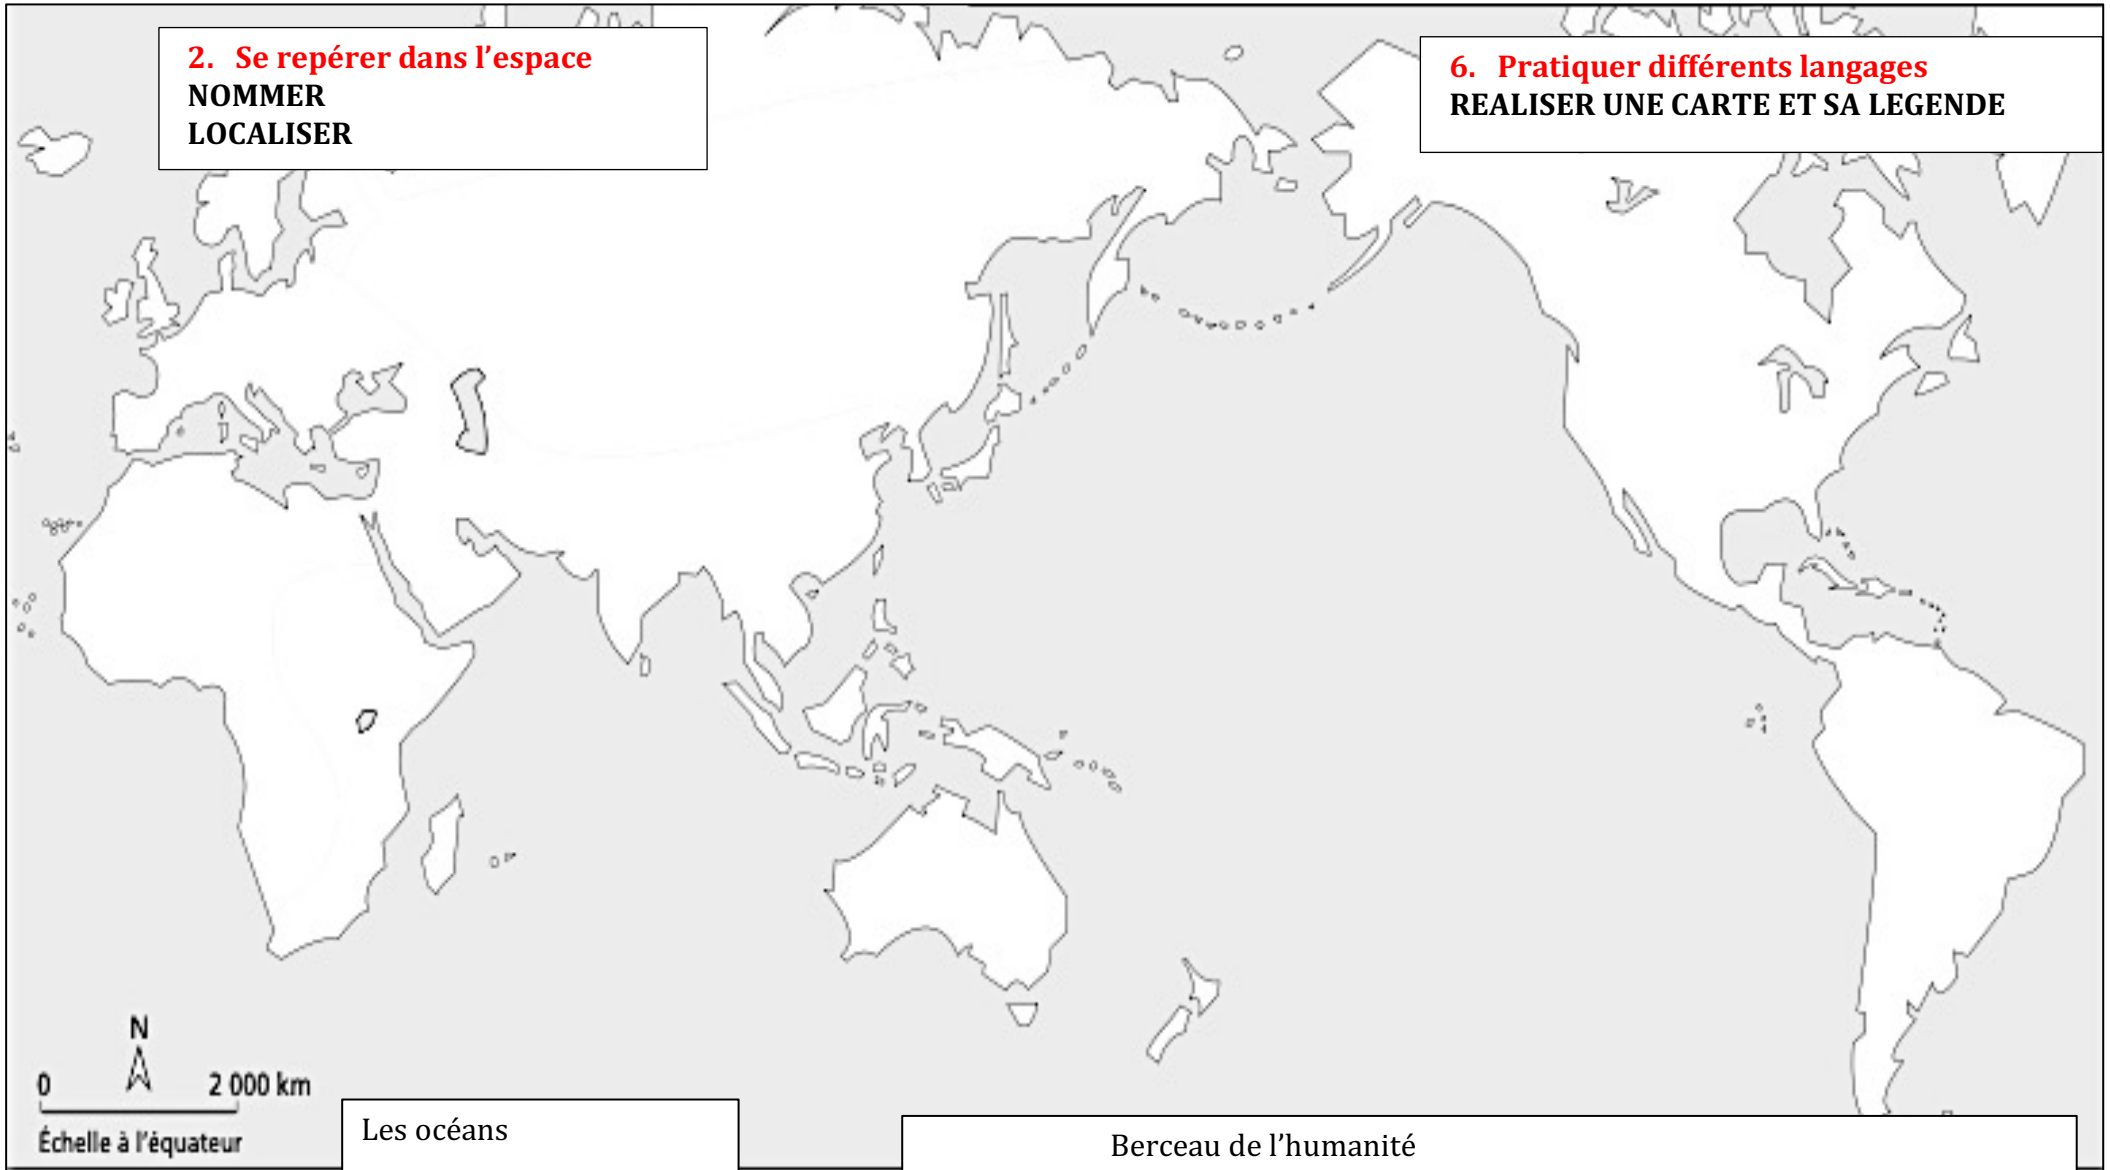 2. Se repérer dans l’espace
NOMMER
LOCALISER
6. Pratiquer différents langages
REALISER UNE CARTE ET SA LEGENDE
N
0 2 000 km
Échelle à l'équateur
Les océans
Berceau de l’humanité